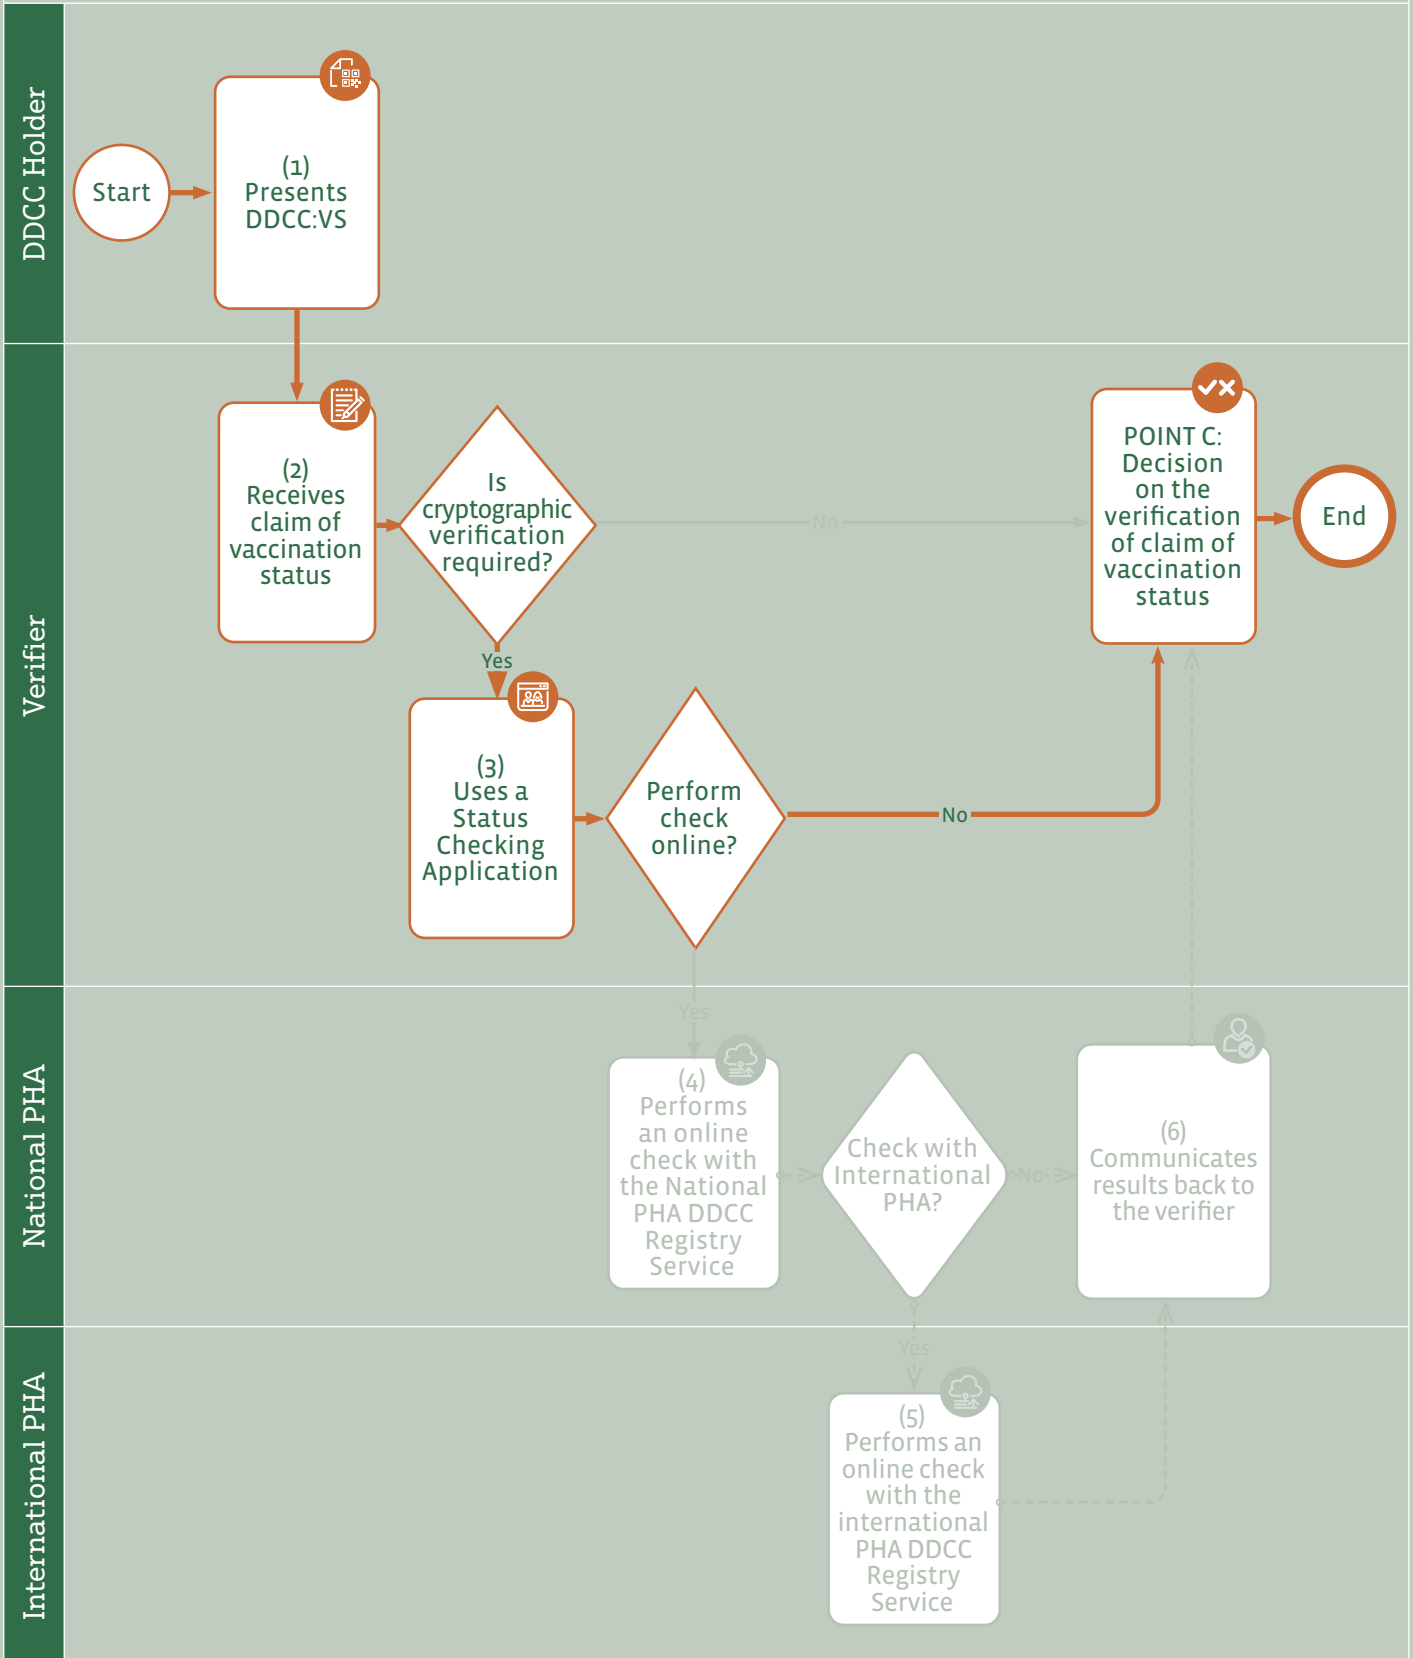 DDCC Holder
Start
(1)
Presents
DDCC:VS
Verifier
(2)
Receives
claim of
vaccination
status
Is
cryptographic
verification
required?
No
POINT C:
Decision
on the
verification
of claim of
vaccination
status
End
Yes
(3)
Uses a
Status
Checking
Application
Perform
check
online?
No
National PHA
Yes
(4)
Performs
an online
check with
the National
PHA DDCC
Registry
Service
Check with
International
PHA?
No
(6)
Communicates
results back to
the verifier
International PHA
Yes
(5)
Performs an
online check
with the
international
PHA DDCC
Registry
Service